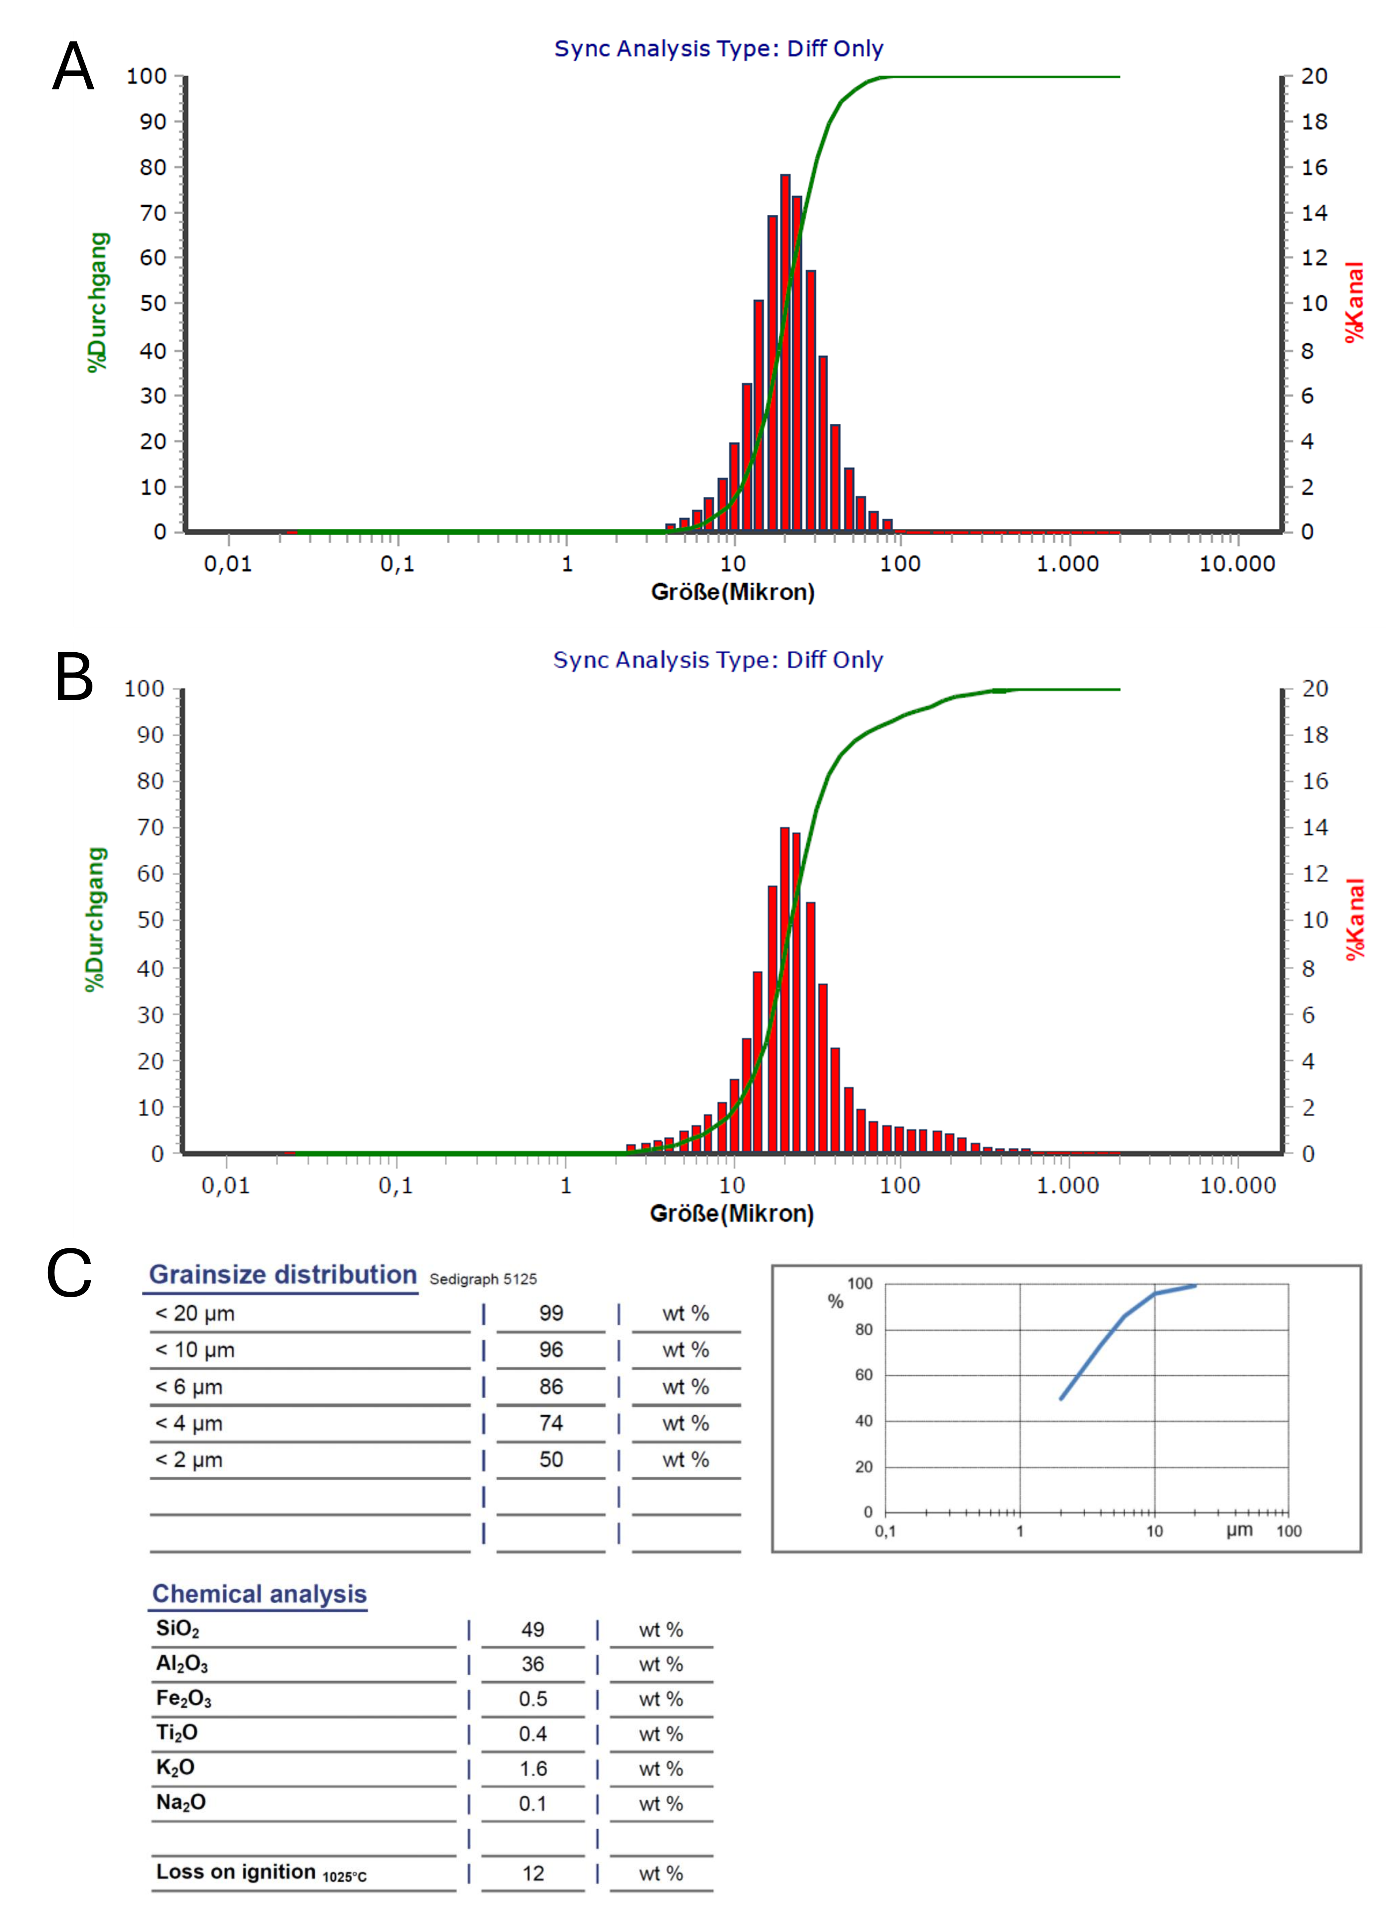 A
Sync Analysis Type: Diff Only
100 20
90 18
80 16
70 14
60 12
50 10
40 8
30 6
20 4
10 2
0 0
%Durchgang
%Kanal
0,01 0,1 1 10 100 1.000 10.000
Größe(Mikron)
B
Sync Analysis Type: Diff Only
100 20
90 18
80 16
70 14
60 12
50 10
40 8
30 6
20 4
10 2
0 0
%Durchgang
%Kanal
0,01 0,1 1 10 100 1.000 10.000
Größe(Mikron)
C
Grainsize distribution Sedigraph 5125
< 20 µm 99 wt %
< 10 µm 96 wt %
< 6 µm 86 wt %
< 4 µm 74 wt %
< 2 µm 50 wt %
%
100
80
60
40
20
0
0,1 1 10 µm 100
Chemical analysis
SiO₂ 49 wt %
Al₂O₃ 36 wt %
Fe₂O₃ 0.5 wt %
Ti₂O 0.4 wt %
K₂O 1.6 wt %
Na₂O 0.1 wt %
Loss on ignition 1025°C 12 wt %